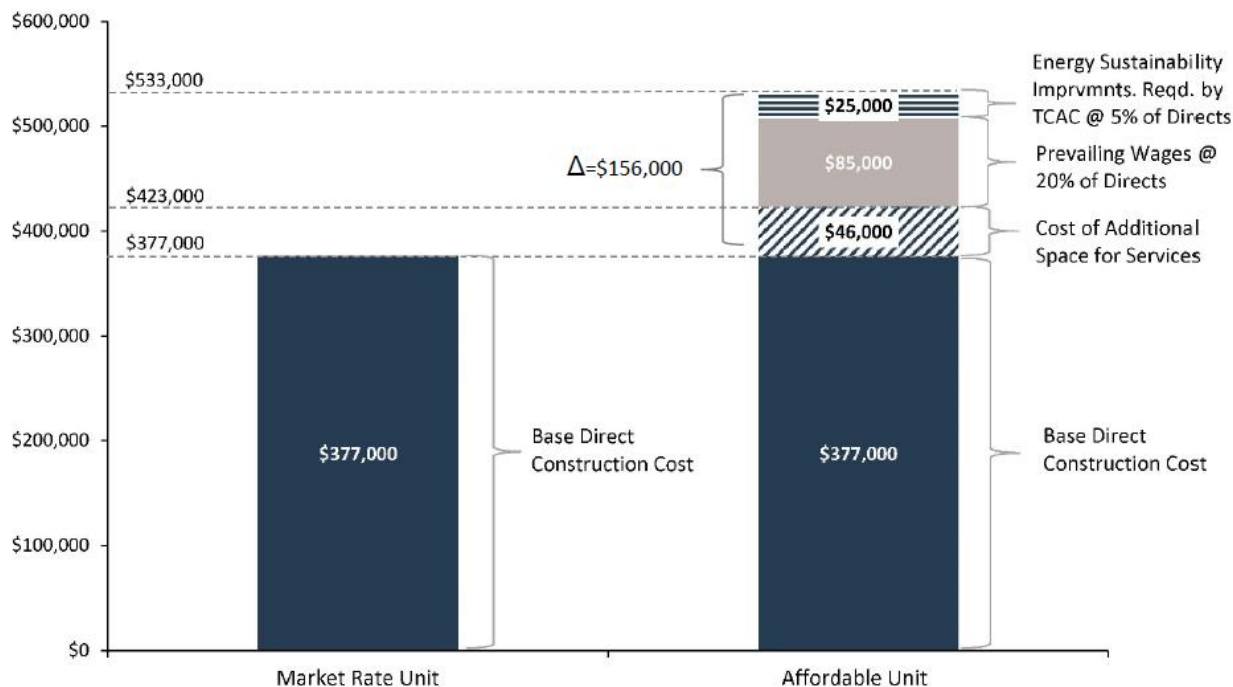 $600,000
$533,000
$500,000
$423,000
$400,000
$377,000
$300,000
$200,000
$100,000
$0
$377,000
Base Direct
Construction Cost
Market Rate Unit
Δ=$156,000
$25,000
$85,000
$46,000
$377,000
Affordable Unit
Energy Sustainability
Imprvmnts. Reqd. by
TCAC @ 5% of Directs
Prevailing Wages @
20% of Directs
Cost of Additional
Space for Services
Base Direct
Construction Cost